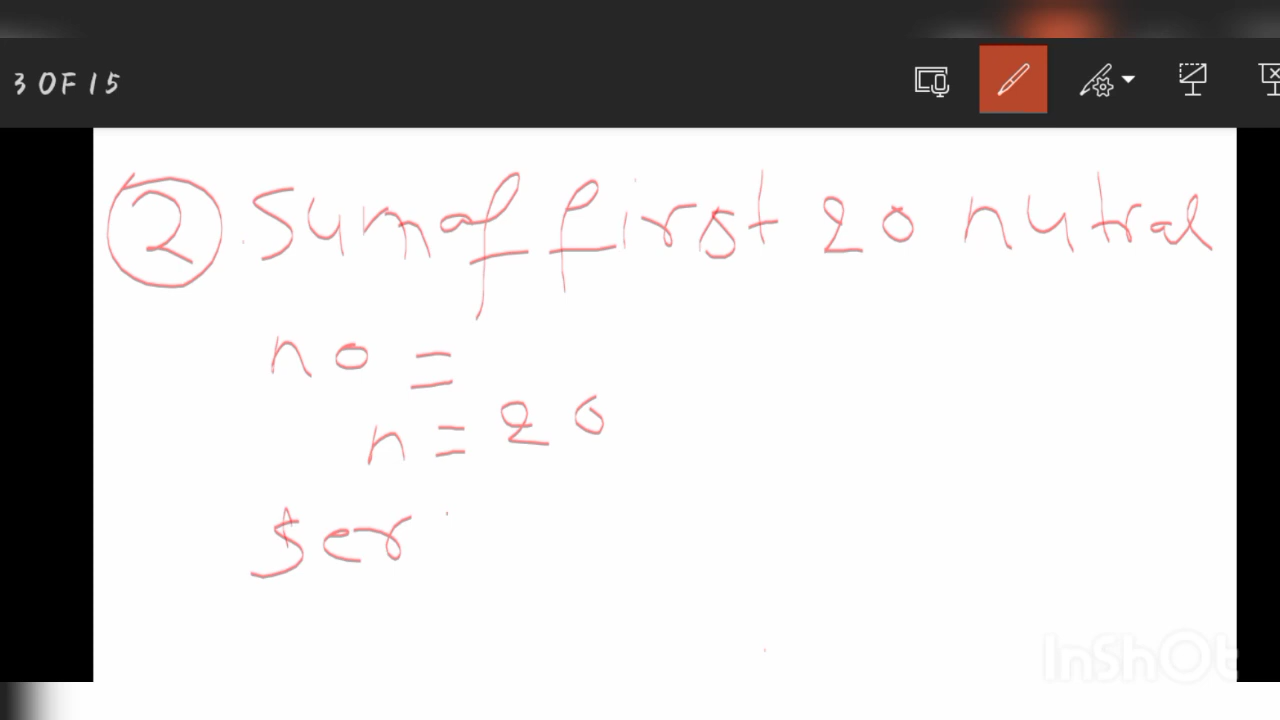 3 OF 15
2 Sum of first 20 nutral
no =
n = 20
ser
InShOt